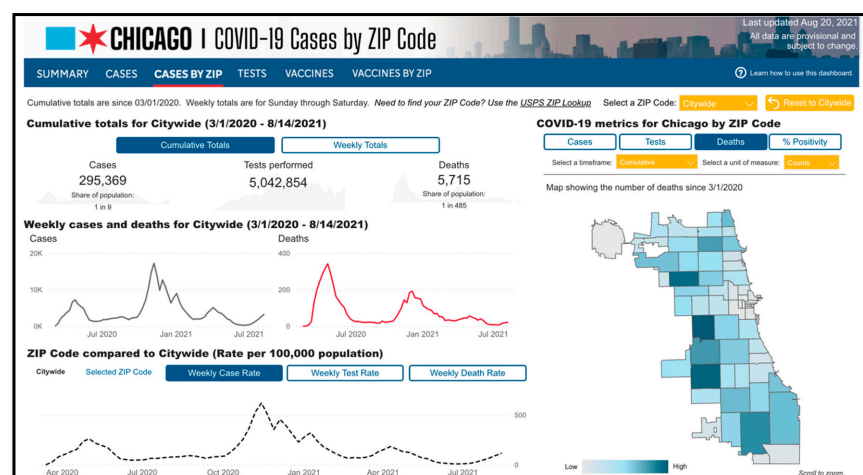 CHICAGO | COVID-19 Cases by ZIP Code
Last updated Aug 20, 2021
All data are provisional and
subject to change.
SUMMARY CASES CASES BY ZIP TESTS VACCINES VACCINES BY ZIP
? Learn how to use this dashboard.
Cumulative totals are since 03/01/2020. Weekly totals are for Sunday through Saturday. Need to find your ZIP Code? Use the USPS ZIP Lookup
Select a ZIP Code: Citywide Reset to Citywide
Cumulative totals for Citywide (3/1/2020 - 8/14/2021)
Cumulative Totals Weekly Totals
Cases Tests performed Deaths
295,369 5,042,854 5,715
Share of population: Share of population:
1 in 9 1 in 485
Weekly cases and deaths for Citywide (3/1/2020 - 8/14/2021)
Cases Deaths
20K 400
10K 200
0K 0
Jul 2020 Jan 2021 Jul 2021 Jul 2020 Jan 2021 Jul 2021
ZIP Code compared to Citywide (Rate per 100,000 population)
Citywide Selected ZIP Code Weekly Case Rate Weekly Test Rate Weekly Death Rate
500
0
Apr 2020 Jul 2020 Oct 2020 Jan 2021 Apr 2021 Jul 2021
COVID-19 metrics for Chicago by ZIP Code
Cases Tests Deaths % Positivity
Select a timeframe: Cumulative Select a unit of measure: Counts
Map showing the number of deaths since 3/1/2020
Low High
Scroll to zoom.